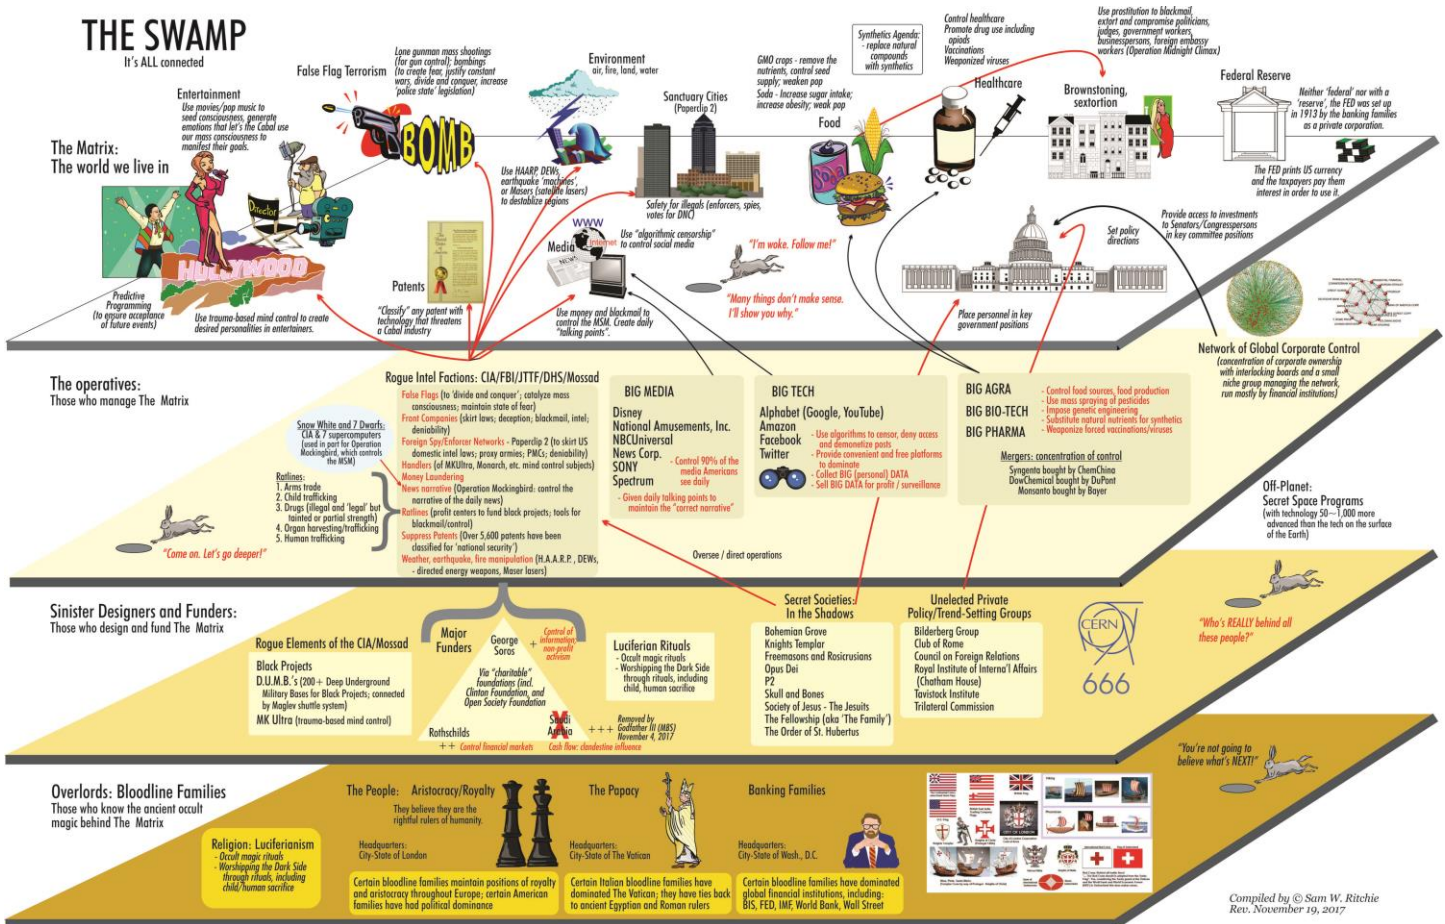 THE SWAMP
It's ALL connected
The Matrix:
The world we live in
Entertainment
Use movies/pop music to
seed consciousness, generate
emotions that let's the Cabal use
our mass consciousness to
manifest their goals.
Director
HOLLYWOOD
Predictive
Programming
(to ensure acceptance
of future events)
Use trauma-based mind control to create
desired personalities in entertainers.
False Flag Terrorism
Lone gunman mass shootings
(for gun control); bombings
(to create fear, justify constant
wars, divide and conquer, increase
'police state' legislation)
BOMB
Patents
"Classify" any patent with
technology that threatens
a Cabal industry
Environment
air, fire, land, water
Use HAARP, DEWs,
earthquake 'machines',
or Masers (satellite lasers)
to destablize regions
Sanctuary Cities
(Paperclip 2)
Safety for illegals (enforcers, spies,
votes for DNC)
Media
WWW
Internet
NEWS
Use "algorithmic censorship"
to control social media
Use money and blackmail to
control the MSM. Create daily
"talking points".
"I'm woke. Follow me!"
"Many things don't make sense.
I'll show you why."
GMO crops - remove the
nutrients, control seed
supply; weaken pop
Soda - Increase sugar intake;
increase obesity; weak pop
Food
Soda
Synthetics Agenda:
- replace natural
compounds
with synthetics
Control healthcare
Promote drug use including
opiods
Vaccinations
Weaponized viruses
Healthcare
Use prostitution to blackmail,
extort and compromise politicians,
judges, government workers,
businesspersons, foreign embassy
workers (Operation Midnight Climax)
Brownstoning,
sextortion
Federal Reserve
Neither 'federal' nor with a
'reserve', the FED was set up
in 1913 by the banking families
as a private corporation.
The FED prints US currency
and the taxpayers pay them
interest in order to use it.
Set policy
directions
Place personnel in key
government positions
Provide access to investments
to Senators/Congresspersons
in key committee positions
Network of Global Corporate Control
(concentration of corporate ownership
with interlocking boards and a small
niche group managing the network,
run mostly by financial institutions)
The operatives:
Those who manage The Matrix
Snow White and 7 Dwarfs:
CIA & 7 supercomputers
(used in part for Operation
Mockingbird, which controls
the MSM)
Ratlines:
1. Arms trade
2. Child trafficking
3. Drugs (illegal and 'legal' but
tainted or partial strength)
4. Organ harvesting/trafficking
5. Human trafficking
"Come on. Let's go deeper!"
Rogue Intel Factions: CIA/FBI/JTTF/DHS/Mossad
False Flags (to 'divide and conquer'; catalyze mass
consciousness; maintain state of fear)
Front Companies (skirt laws; deception; blackmail, intel;
deniability)
Foreign Spy/Enforcer Networks - Paperclip 2 (to skirt US
domestic intel laws; proxy armies; PMCs; deniability)
Handlers (of MKUltra, Monarch, etc. mind control subjects)
Money Laundering
News narrative (Operation Mockingbird: control the
narrative of the daily news)
Ratlines (profit centers to fund black projects; tools for
blackmail/control)
Suppress Patents (Over 5,600 patents have been
classified for 'national security')
Weather, earthquake, fire manipulation (H.A.A.R.P., DEWs,
- directed energy weapons, Maser lasers)
BIG MEDIA
Disney
National Amusements, Inc.
NBCUniversal
News Corp.
SONY
Spectrum
- Control 90% of the
media Americans
see daily
- Given daily talking points to
maintain the "correct narrative"
BIG TECH
Alphabet (Google, YouTube)
Amazon
Facebook
Twitter
- Use algorithms to censor, deny access
and demonetize posts
- Provide convenient and free platforms
to dominate
- Collect BIG (personal) DATA
- Sell BIG DATA for profit / surveillance
BIG AGRA
BIG BIO-TECH
BIG PHARMA
- Control food sources, food production
- Use mass spraying of pesticides
- Impose genetic engineering
- Substitute natural nutrients for synthetics
- Weaponize forced vaccinations/viruses
Mergers: concentration of control
Syngenta bought by ChemChina
DowChemical bought by DuPont
Monsanto bought by Bayer
Oversee / direct operations
Off-Planet:
Secret Space Programs
(with technology 50~1,000 more
advanced than the tech on the surface
of the Earth)
Sinister Designers and Funders:
Those who design and fund The Matrix
Rogue Elements of the CIA/Mossad
Black Projects
D.U.M.B.'s (200+ Deep Underground
Military Bases for Black Projects; connected
by Maglev shuttle system)
MK Ultra (trauma-based mind control)
Major
Funders
George
Soros
+ Control of
information,
non-profit
activism
Via "charitable"
foundations (incl.
Clinton Foundation, and
Open Society Foundation
Rothschilds
++ Control financial markets
Saudi
Arabia
+++ Removed by
Godfather III (MBS)
November 4, 2017
Cash flow: clandestine influence
Luciferian Rituals
- Occult magic rituals
- Worshipping the Dark Side
through rituals, including
child, human sacrifice
Secret Societies:
In the Shadows
Bohemian Grove
Knights Templar
Freemasons and Rosicrusians
Opus Dei
P2
Skull and Bones
Society of Jesus - The Jesuits
The Fellowship (aka 'The Family')
The Order of St. Hubertus
Unelected Private
Policy/Trend-Setting Groups
Bilderberg Group
Club of Rome
Council on Foreign Relations
Royal Institute of Interna'l Affairs
(Chatham House)
Tavistock Institute
Trilateral Commission
CERN
666
"Who's REALLY behind all
these people?"
Overlords: Bloodline Families
Those who know the ancient occult
magic behind The Matrix
Religion: Luciferianism
- Occult magic rituals
- Worshipping the Dark Side
through rituals, including
child/human sacrifice
The People: Aristocracy/Royalty
They believe they are the
rightful rulers of humanity.
Headquarters:
City-State of London
Certain bloodline families maintain positions of royalty
and aristocracy throughout Europe; certain American
families have had political dominance
The Papacy
Headquarters:
City-State of The Vatican
Certain Italian bloodline families have
dominated The Vatican; they have ties back
to ancient Egyptian and Roman rulers
Banking Families
Headquarters:
City-State of Wash., D.C.
Certain bloodline families have dominated
global financial institutions, including:
BIS, FED, IMF, World Bank, Wall Street
CITY OF LONDON
"You're not going to
believe what's NEXT!"
Compiled by © Sam W. Ritchie
Rev. November 19, 2017